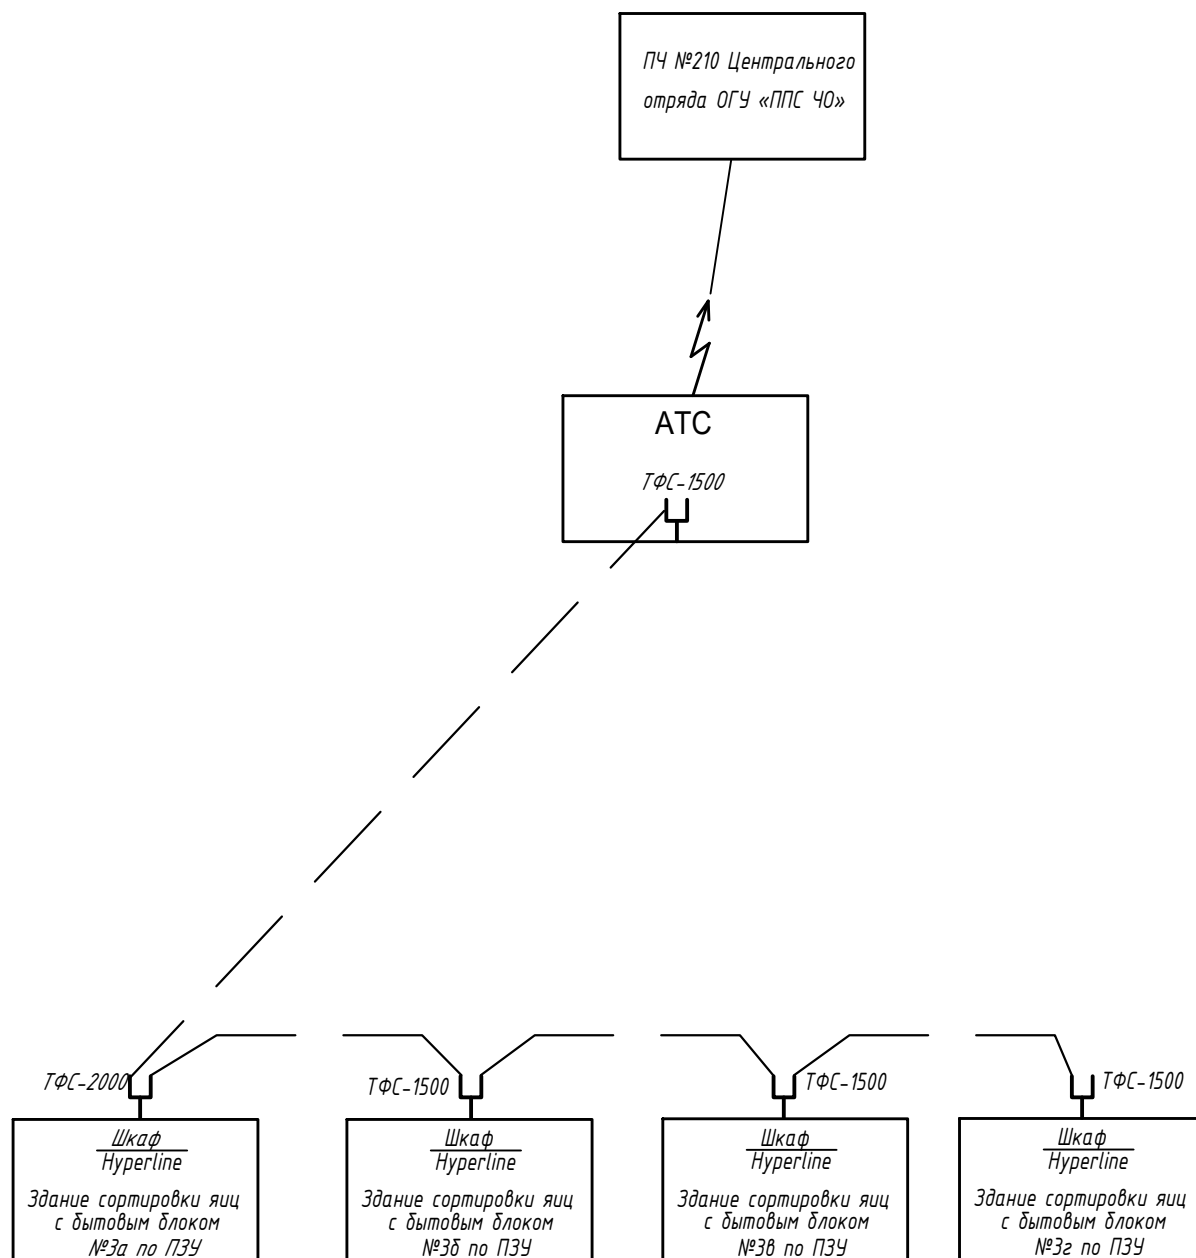 ПЧ №210 Центрального
отряда ОГУ «ППС ЧО»
АТС
ТФС-1500
ТФС-2000
ТФС-1500
ТФС-1500
ТФС-1500
Шкаф
Hyperline
Здание сортировки яиц
с бытовым блоком
№3а по ПЗУ
Шкаф
Hyperline
Здание сортировки яиц
с бытовым блоком
№3б по ПЗУ
Шкаф
Hyperline
Здание сортировки яиц
с бытовым блоком
№3в по ПЗУ
Шкаф
Hyperline
Здание сортировки яиц
с бытовым блоком
№3г по ПЗУ